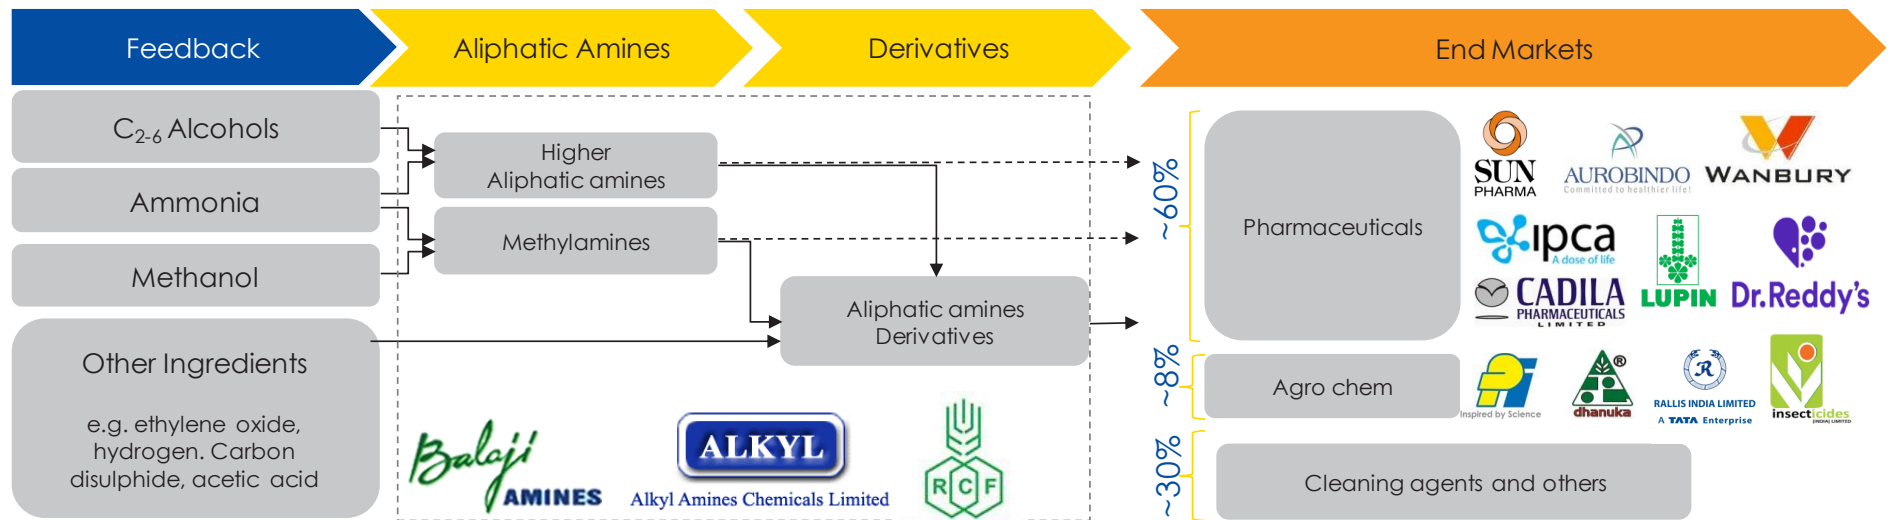 Feedback
Aliphatic Amines
Derivatives
End Markets
C2-6 Alcohols
Ammonia
Methanol
Other Ingredients
e.g. ethylene oxide,
hydrogen. Carbon
disulphide, acetic acid
Higher
Aliphatic amines
Methylamines
Aliphatic amines
Derivatives
Balaji
AMINES
ALKYL
Alkyl Amines Chemicals Limited
RCF
~60%
Pharmaceuticals
SUN
PHARMA
AUROBINDO
Committed to healthier life!
WANBURY
ipca
A dose of life
CADILA
PHARMACEUTICALS
LIMITED
LUPIN
Dr.Reddy's
~8%
Agro chem
Inspired by Science
®
dhanuka
R
RALLIS INDIA LIMITED
A TATA Enterprise
insecticides
(INDIA) LIMITED
~30%
Cleaning agents and others